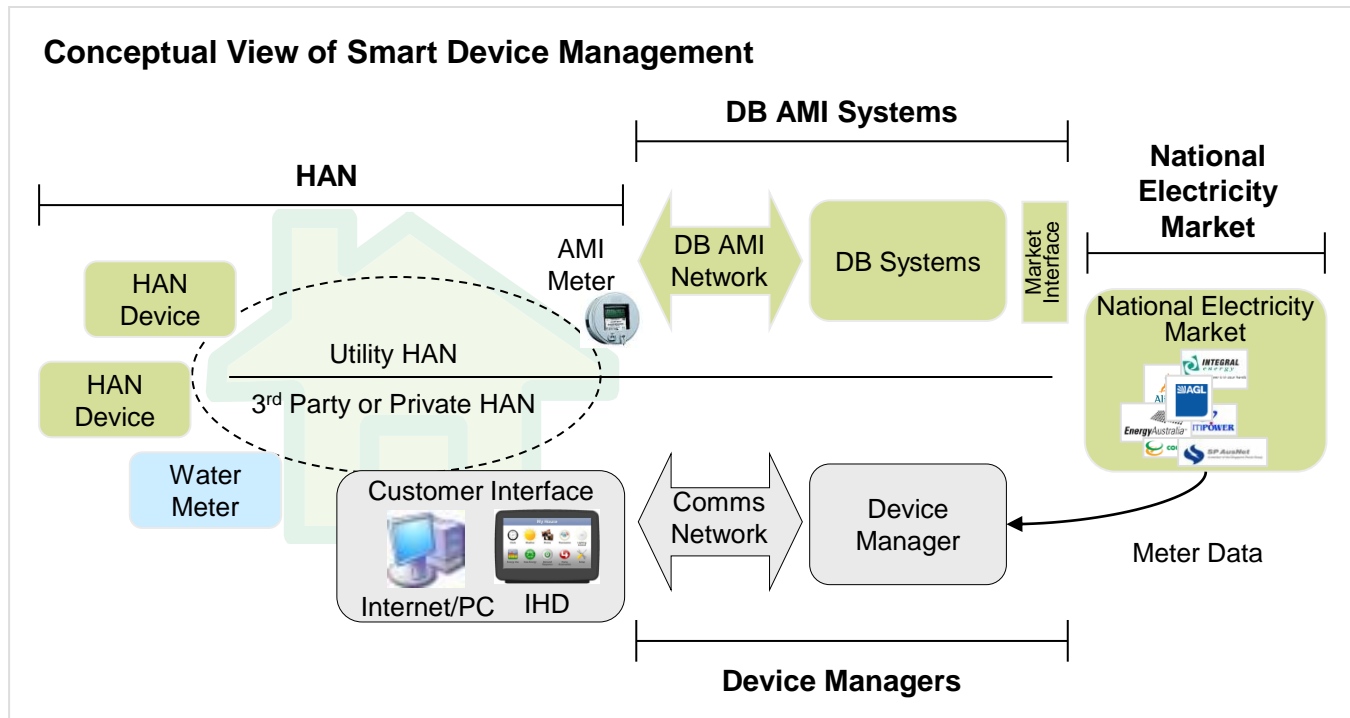 Conceptual View of Smart Device Management
DB AMI Systems
HAN
National
Electricity
Market
AMI
Meter
DB AMI
Network
DB Systems
Market
Interface
HAN
Device
National Electricity
Market
Utility HAN
INTEGRAL
energy
AGL
HAN
Device
3rd Party or Private HAN
EnergyAustralia
SP AusNet
Water
Meter
Customer Interface
Comms
Network
Device
Manager
Meter Data
Internet/PC
IHD
Device Managers